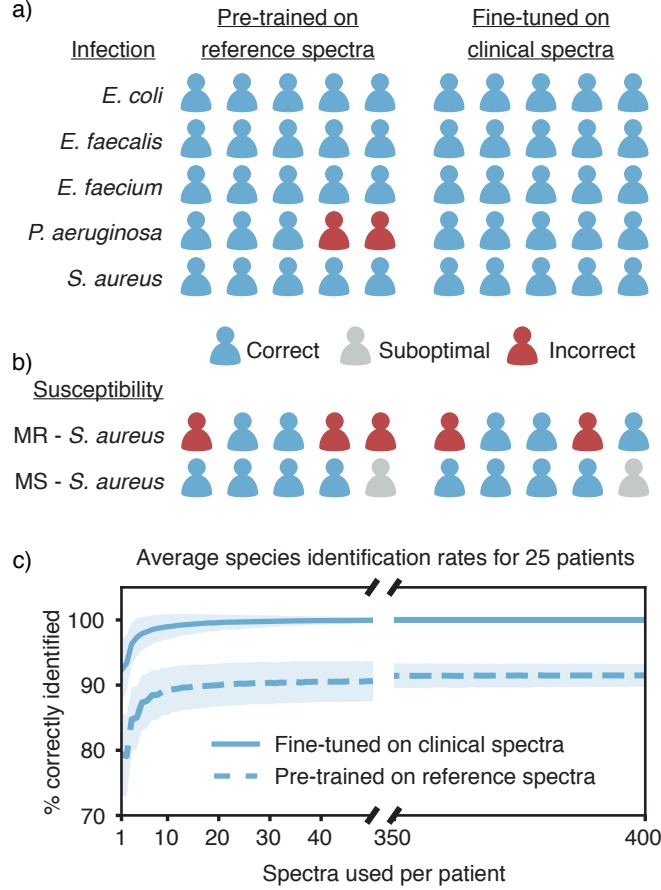 a)
Pre-trained on
reference spectra
Fine-tuned on
clinical spectra
Infection
E. coli
E. faecalis
E. faecium
P. aeruginosa
S. aureus
Correct
Suboptimal
Incorrect
b)
Susceptibility
MR - S. aureus
MS - S. aureus
c)
Average species identification rates for 25 patients
% correctly identified
100
90
80
70
Fine-tuned on clinical spectra
Pre-trained on reference spectra
1
10
20
30
40
350
400
Spectra used per patient